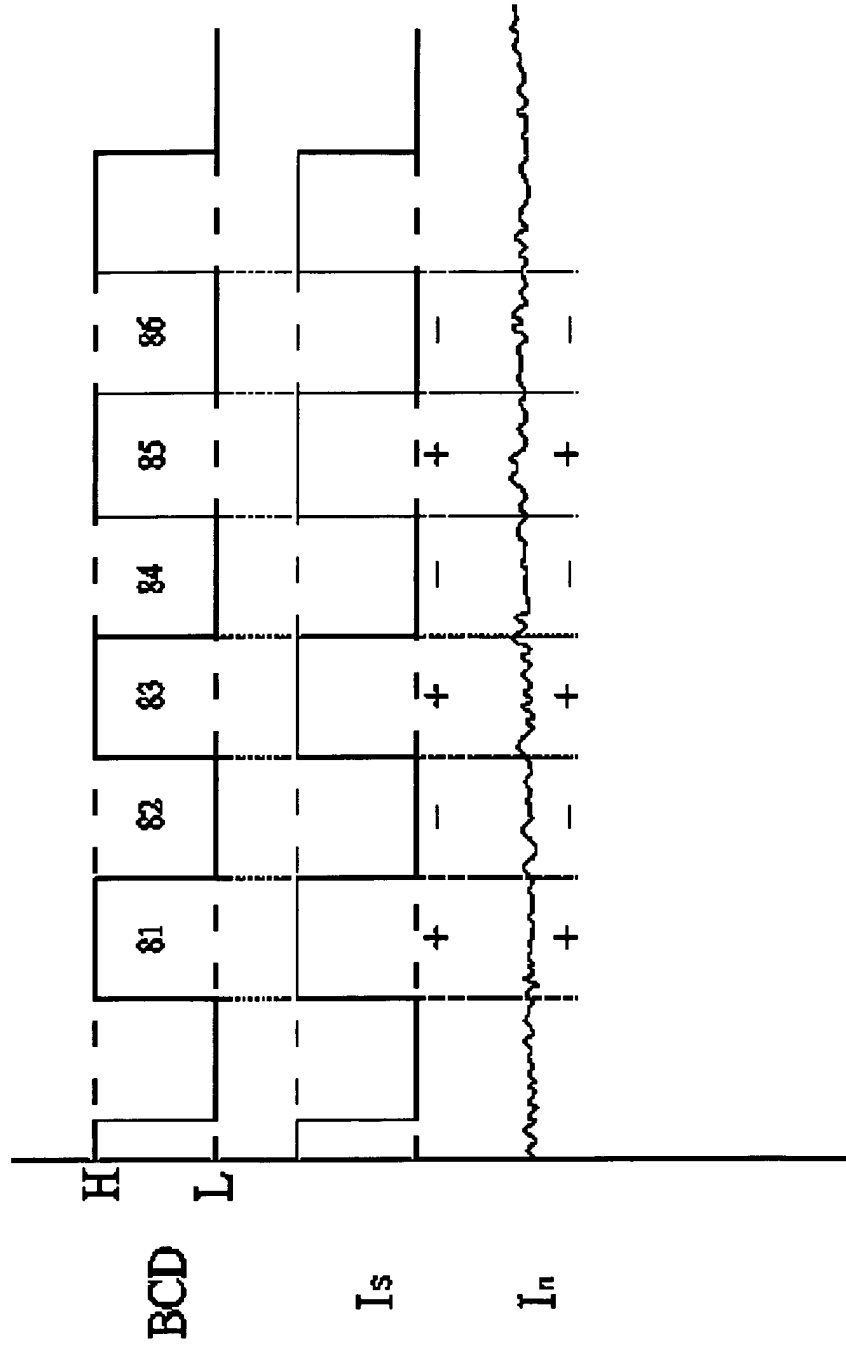 BCD
H
L
81 82 83 84 85 86
Is
+ − + − + −
In
+ − + − + −